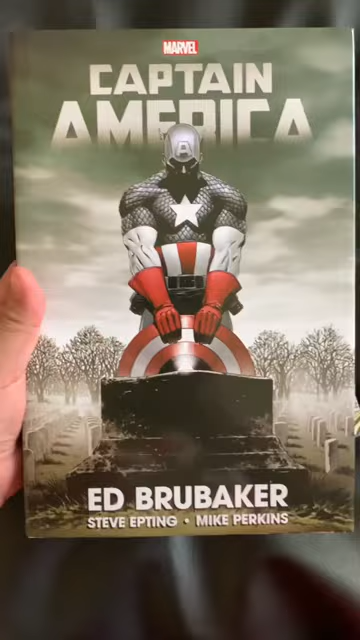 MARVEL
CAPTAIN
AMERICA
ED BRUBAKER
STEVE EPTING • MIKE PERKINS